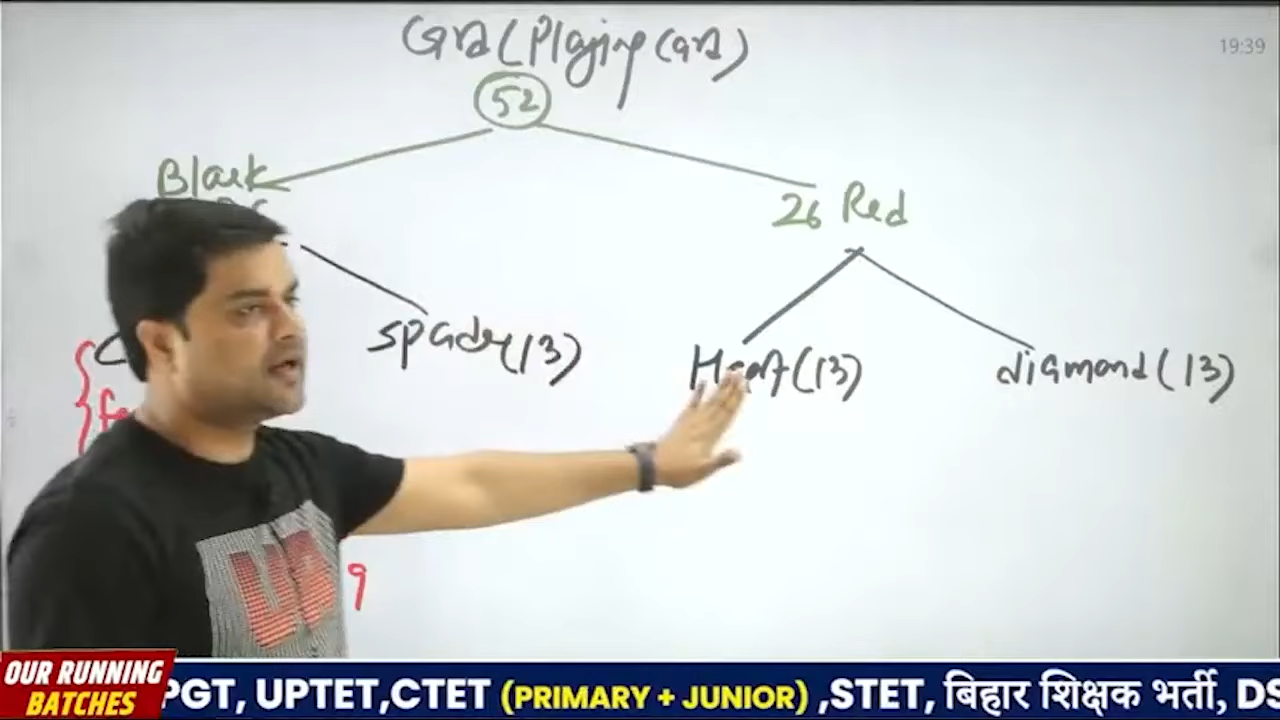 Card (Playing Card)
19:39
52
Black
26 Red
Spade (13)
Heart (13)
diamond (13)
9
OUR RUNNING
BATCHES
PGT, UPTET,CTET (PRIMARY + JUNIOR) ,STET, बिहार शिक्षक भर्ती, DS